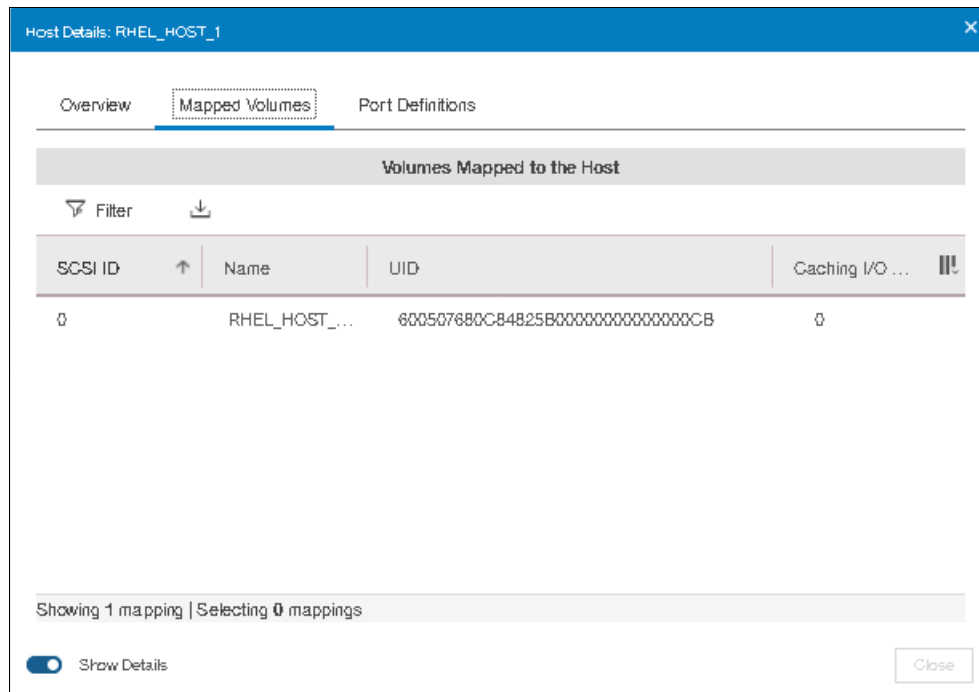 Host Details: RHEL_HOST_1
Overview Mapped Volumes Port Definitions
Volumes Mapped to the Host
Filter
SCSI ID Name UID Caching I/O ...
0 RHEL_HOST_... 600507680C84825B00000000000000CB 0
Showing 1 mapping | Selecting 0 mappings
Show Details Close